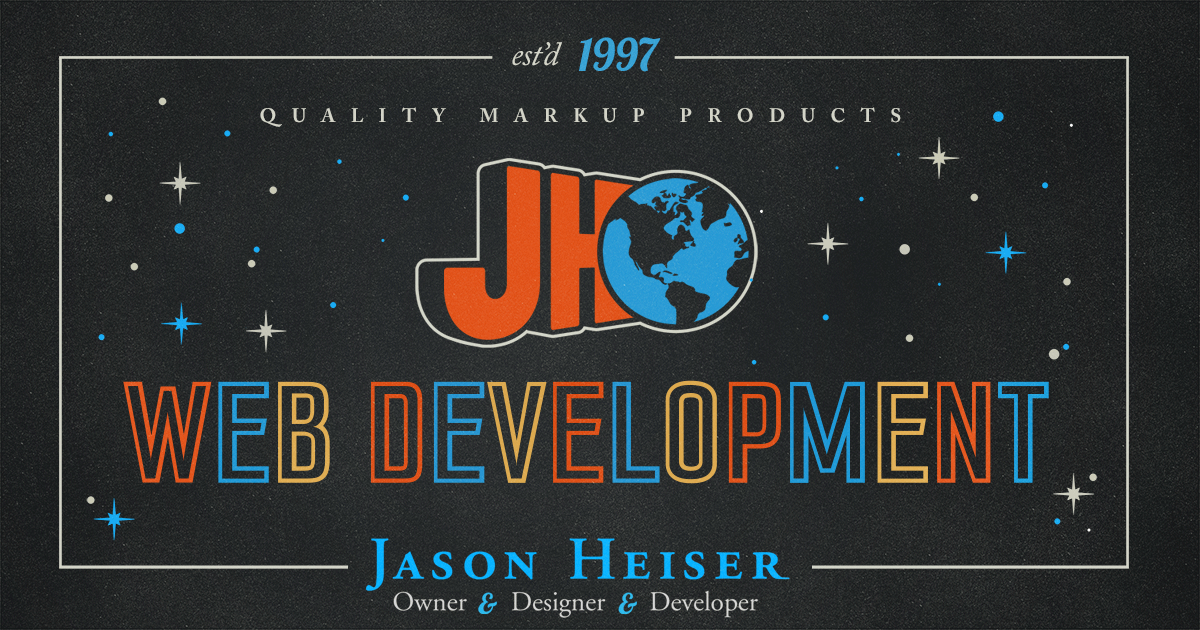 est’d 1997
QUALITY MARKUP PRODUCTS
JH
WEB DEVELOPMENT
JASON HEISER
Owner & Designer & Developer